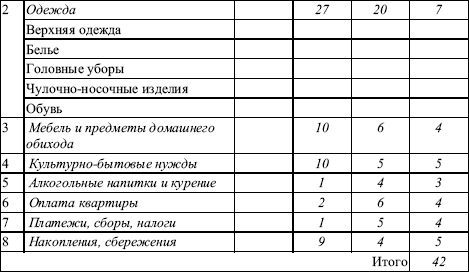 2 Одежда 27 20 7
Верхняя одежда
Белье
Головные уборы
Чулочно-носочные изделия
Обувь
3 Мебель и предметы домашнего 10 6 4
обихода
4 Культурно-бытовые нужды 10 5 5
5 Алкогольные напитки и курение 1 4 3
6 Оплата квартиры 2 6 4
7 Платежи, сборы, налоги 1 5 4
8 Накопления, сбережения 9 4 5
Итого 42